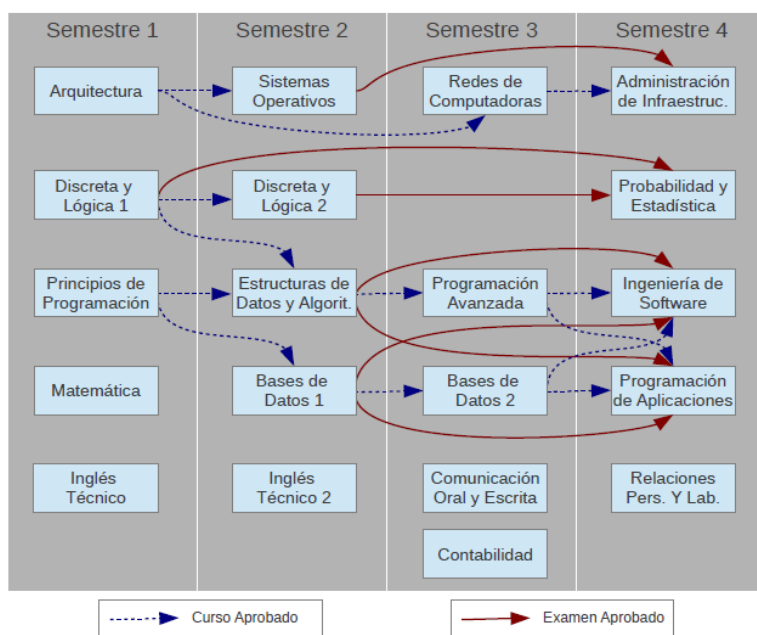 Semestre 1
Semestre 2
Semestre 3
Semestre 4
Arquitectura
Sistemas
Operativos
Redes de
Computadoras
Administración
de Infraestruc.
Discreta y
Lógica 1
Discreta y
Lógica 2
Probabilidad y
Estadística
Principios de
Programación
Estructuras de
Datos y Algorit.
Programación
Avanzada
Ingeniería de
Software
Matemática
Bases de
Datos 1
Bases de
Datos 2
Programación
de Aplicaciones
Inglés
Técnico
Inglés
Técnico 2
Comunicación
Oral y Escrita
Relaciones
Pers. Y Lab.
Contabilidad
Curso Aprobado
Examen Aprobado